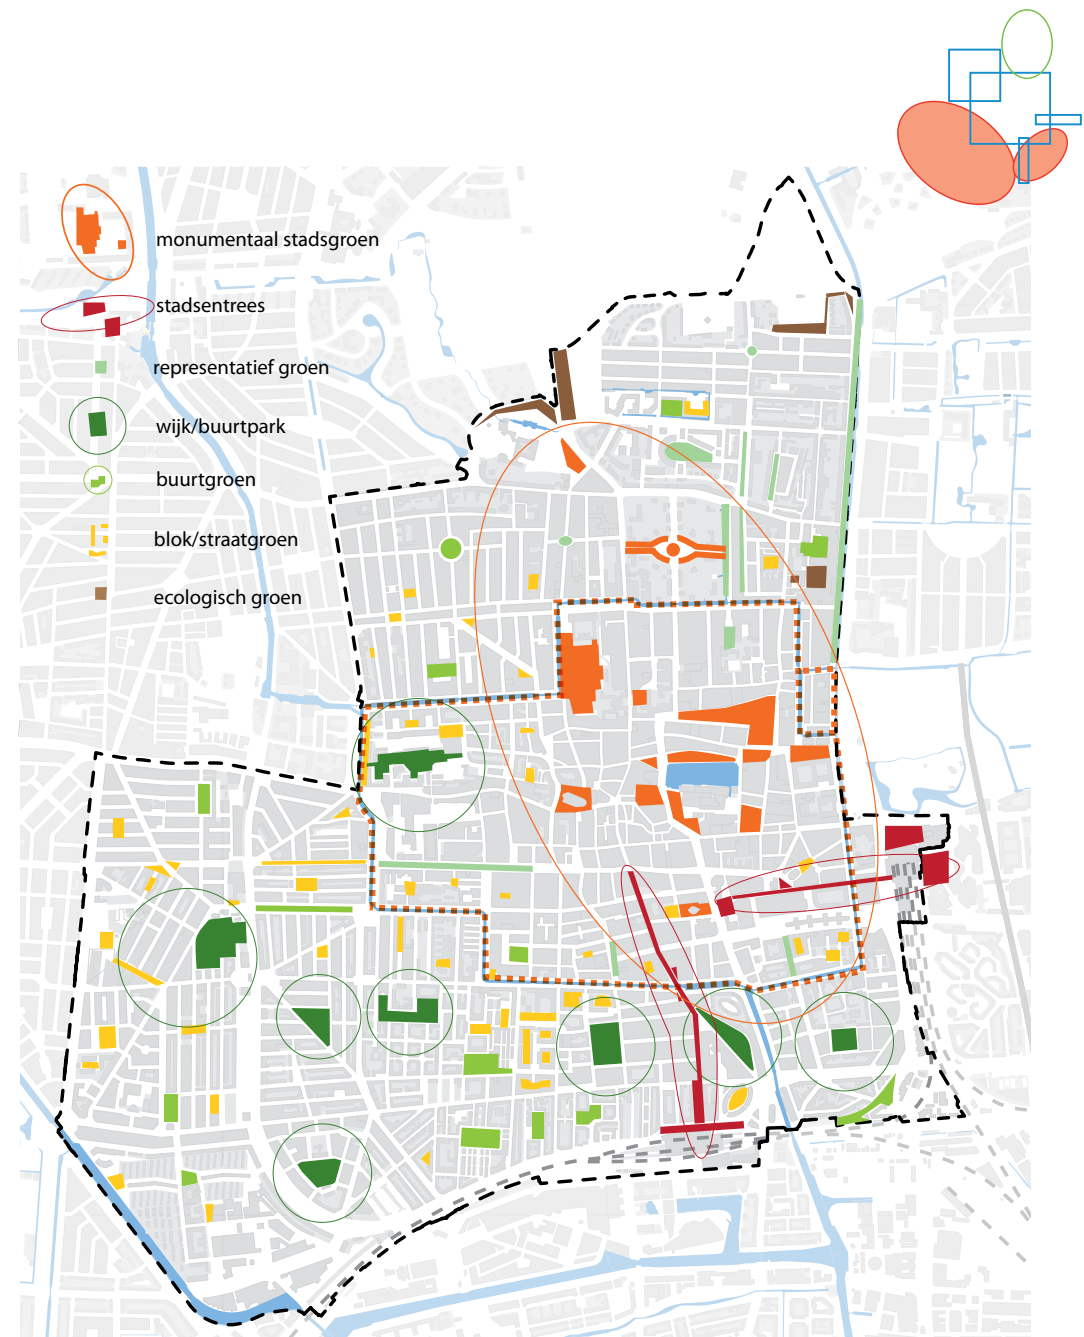 monumentaal stadsgroen
stadsentrees
representatief groen
wijk/buurtpark
buurtgroen
blok/straatgroen
ecologisch groen